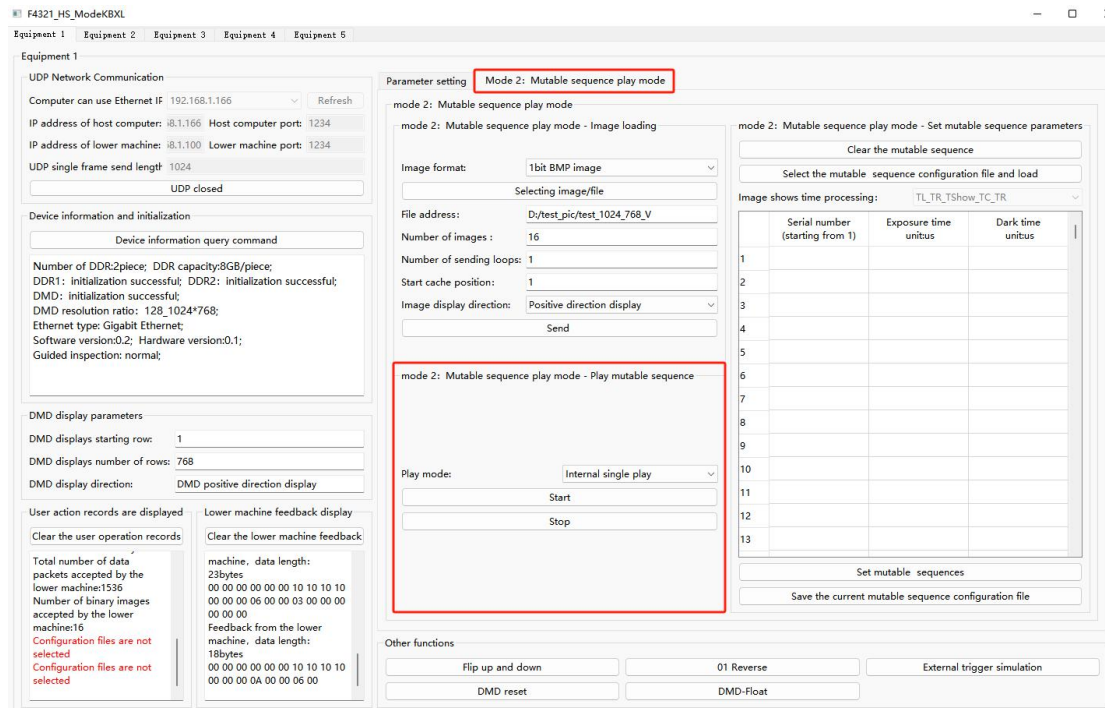 F4321_HS_ModeKBXL
Equipment 1 Equipment 2 Equipment 3 Equipment 4 Equipment 5
Equipment 1
UDP Network Communication
Computer can use Ethernet IF 192.168.1.166 Refresh
IP address of host computer: i8.1.166 Host computer port: 1234
IP address of lower machine: i8.1.100 Lower machine port: 1234
UDP single frame send length 1024
UDP closed
Device information and initialization
Device information query command
Number of DDR:2piece; DDR capacity:8GB/piece;
DDR1: initialization successful; DDR2: initialization successful;
DMD: initialization successful;
DMD resolution ratio: 128_1024*768;
Ethernet type: Gigabit Ethernet;
Software version:0.2; Hardware version:0.1;
Guided inspection: normal;
DMD display parameters
DMD displays starting row: 1
DMD displays number of rows: 768
DMD display direction: DMD positive direction display
User action records are displayed
Clear the user operation records
Total number of data
packets accepted by the
lower machine:1536
Number of binary images
accepted by the lower
machine:16
Configuration files are not
selected
Configuration files are not
selected
Lower machine feedback display
Clear the lower machine feedback
machine, data length:
23bytes
00 00 00 00 00 00 10 10 10 10
00 00 00 06 00 00 03 00 00 00
00 00 00
Feedback from the lower
machine, data length:
18bytes
00 00 00 00 00 00 10 10 10 10
00 00 00 0A 00 00 06 00
Parameter setting Mode 2: Mutable sequence play mode
mode 2: Mutable sequence play mode
mode 2: Mutable sequence play mode - Image loading
Image format: 1bit BMP image
Selecting image/file
File address: D:/test_pic/test_1024_768_V
Number of images : 16
Number of sending loops: 1
Start cache position: 1
Image display direction: Positive direction display
Send
mode 2: Mutable sequence play mode - Play mutable sequence
Play mode: Internal single play
Start
Stop
mode 2: Mutable sequence play mode - Set mutable sequence parameters
Clear the mutable sequence
Select the mutable sequence configuration file and load
Image shows time processing: TL_TR_TShow_TC_TR
Serial number Exposure time Dark time
(starting from 1) unit:us unit:us
1
2
3
4
5
6
7
8
9
10
11
12
13
Set mutable sequences
Save the current mutable sequence configuration file
Other functions
Flip up and down 01 Reverse External trigger simulation
DMD reset DMD-Float